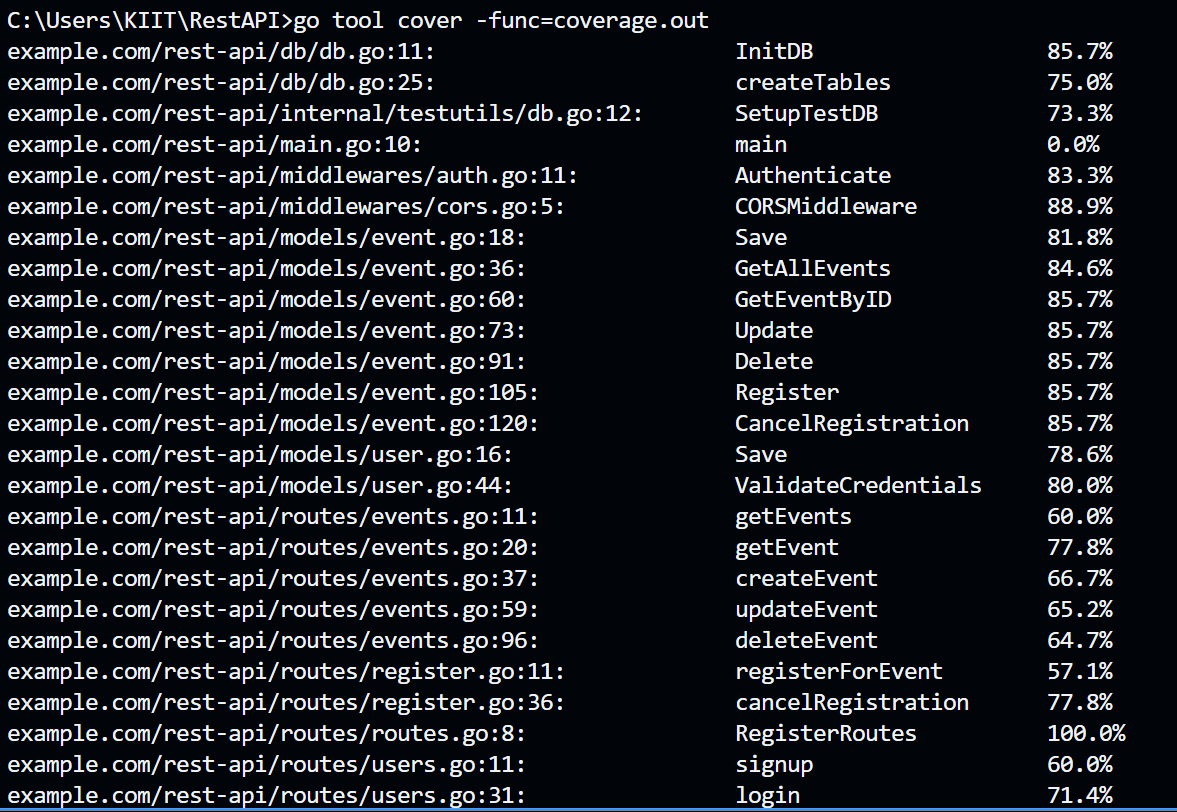 C:\Users\KIIT\RestAPI>go tool cover -func=coverage.out
example.com/rest-api/db/db.go:11: InitDB 85.7%
example.com/rest-api/db/db.go:25: createTables 75.0%
example.com/rest-api/internal/testutils/db.go:12: SetupTestDB 73.3%
example.com/rest-api/main.go:10: main 0.0%
example.com/rest-api/middlewares/auth.go:11: Authenticate 83.3%
example.com/rest-api/middlewares/cors.go:5: CORSMiddleware 88.9%
example.com/rest-api/models/event.go:18: Save 81.8%
example.com/rest-api/models/event.go:36: GetAllEvents 84.6%
example.com/rest-api/models/event.go:60: GetEventByID 85.7%
example.com/rest-api/models/event.go:73: Update 85.7%
example.com/rest-api/models/event.go:91: Delete 85.7%
example.com/rest-api/models/event.go:105: Register 85.7%
example.com/rest-api/models/event.go:120: CancelRegistration 85.7%
example.com/rest-api/models/user.go:16: Save 78.6%
example.com/rest-api/models/user.go:44: ValidateCredentials 80.0%
example.com/rest-api/routes/events.go:11: getEvents 60.0%
example.com/rest-api/routes/events.go:20: getEvent 77.8%
example.com/rest-api/routes/events.go:37: createEvent 66.7%
example.com/rest-api/routes/events.go:59: updateEvent 65.2%
example.com/rest-api/routes/events.go:96: deleteEvent 64.7%
example.com/rest-api/routes/register.go:11: registerForEvent 57.1%
example.com/rest-api/routes/register.go:36: cancelRegistration 77.8%
example.com/rest-api/routes/routes.go:8: RegisterRoutes 100.0%
example.com/rest-api/routes/users.go:11: signup 60.0%
example.com/rest-api/routes/users.go:31: login 71.4%